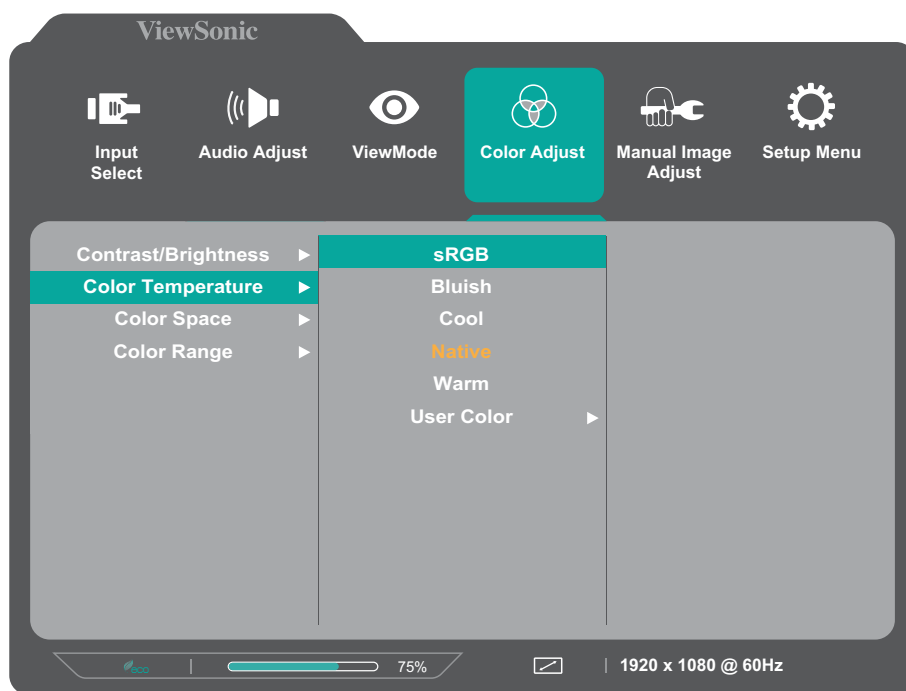 ViewSonic
Input
Select
Audio Adjust
ViewMode
Color Adjust
Manual Image
Adjust
Setup Menu
Contrast/Brightness
Color Temperature
Color Space
Color Range
sRGB
Bluish
Cool
Native
Warm
User Color
eco
75%
1920 x 1080 @ 60Hz